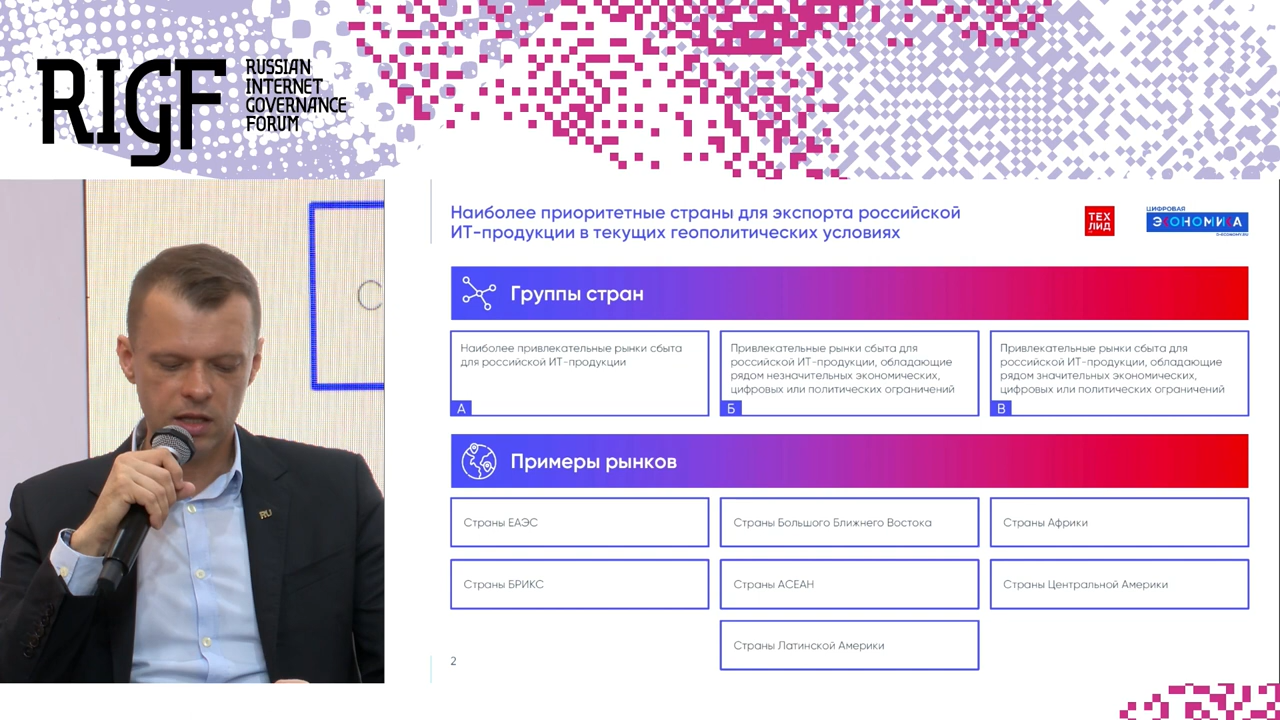 RIGF
RUSSIAN
INTERNET
GOVERNANCE
FORUM
Наиболее приоритетные страны для экспорта российской
ИТ-продукции в текущих геополитических условиях
ТЕХ
ЛИД
ЦИФРОВАЯ
ЭКОНОМИКА
D-ECONOMY.RU
Группы стран
Наиболее привлекательные рынки сбыта
для российской ИТ-продукции
А
Привлекательные рынки сбыта для
российской ИТ-продукции, обладающие
рядом незначительных экономических,
цифровых или политических ограничений
Б
Привлекательные рынки сбыта для
российской ИТ-продукции, обладающие
рядом значительных экономических,
цифровых или политических ограничений
В
Примеры рынков
Страны ЕАЭС
Страны Большого Ближнего Востока
Страны Африки
Страны БРИКС
Страны АСЕАН
Страны Центральной Америки
Страны Латинской Америки
2
С
RU